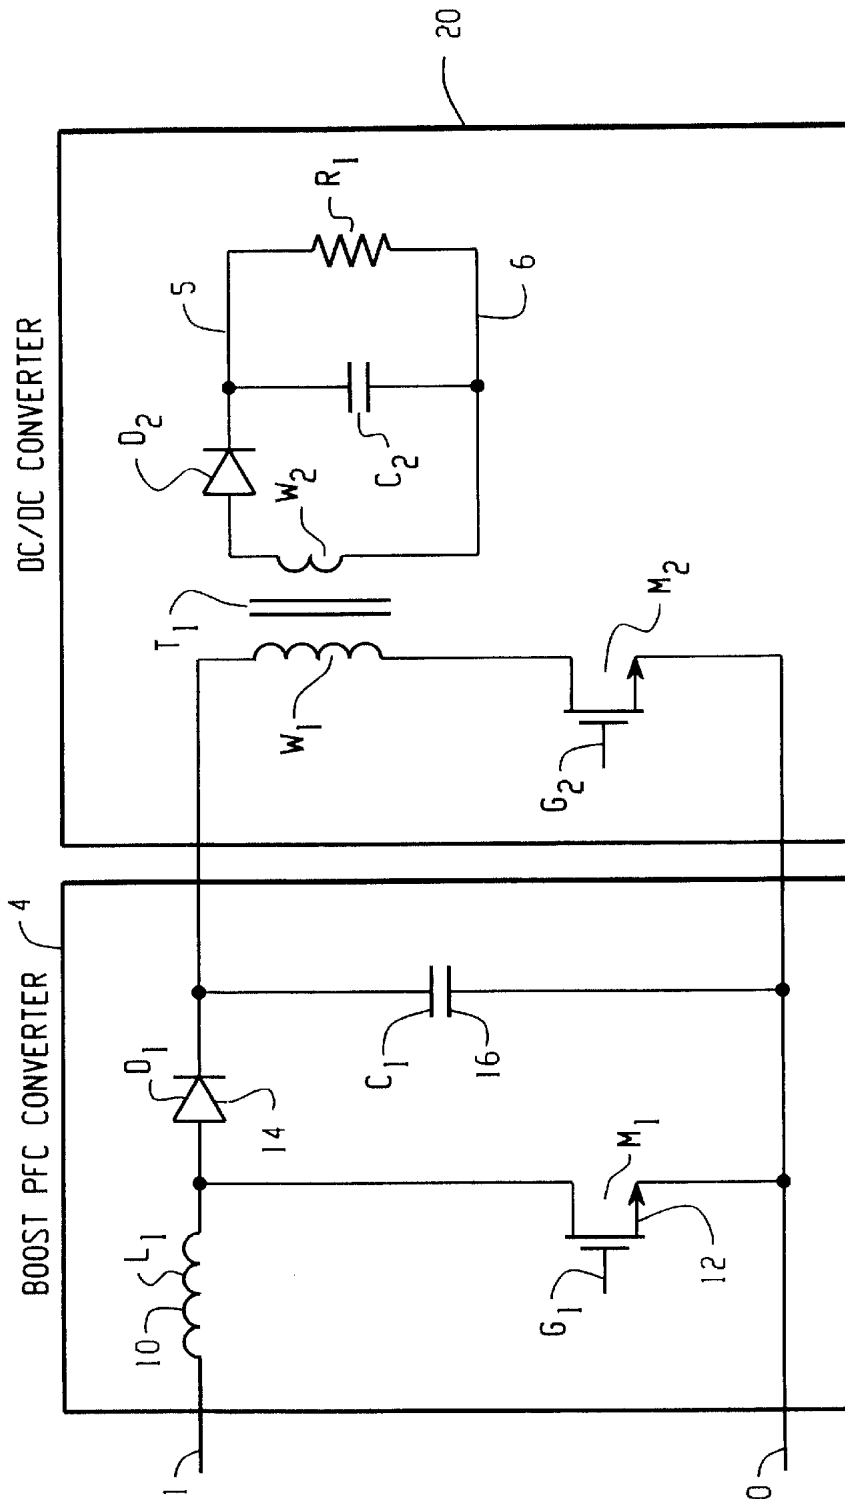 BOOST PFC CONVERTER
4
DC/DC CONVERTER
20
1
10
L1
D1
14
C1
16
G1
M1
12
0
T1
W1
W2
D2
5
C2
R1
6
G2
M2